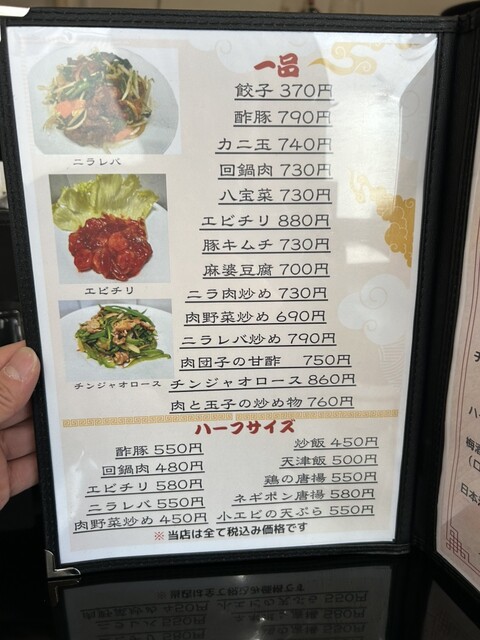 一品
餃子 370円
酢豚 790円
カニ玉 740円
回鍋肉 730円
八宝菜 730円
エビチリ 880円
豚キムチ 730円
麻婆豆腐 700円
ニラ肉炒め 730円
肉野菜炒め 690円
ニラレバ炒め 790円
肉団子の甘酢 750円
チンジャオロース 860円
肉と玉子の炒め物 760円
ニラレバ
エビチリ
チンジャオロース
ハーフサイズ
酢豚 550円
回鍋肉 480円
エビチリ 580円
ニラレバ 550円
肉野菜炒め 450円
炒飯 450円
天津飯 500円
鶏の唐揚 550円
ネギポン唐揚 580円
小エビの天ぷら 550円
※ 当店は全て税込み価格です
梅酒
日本酒